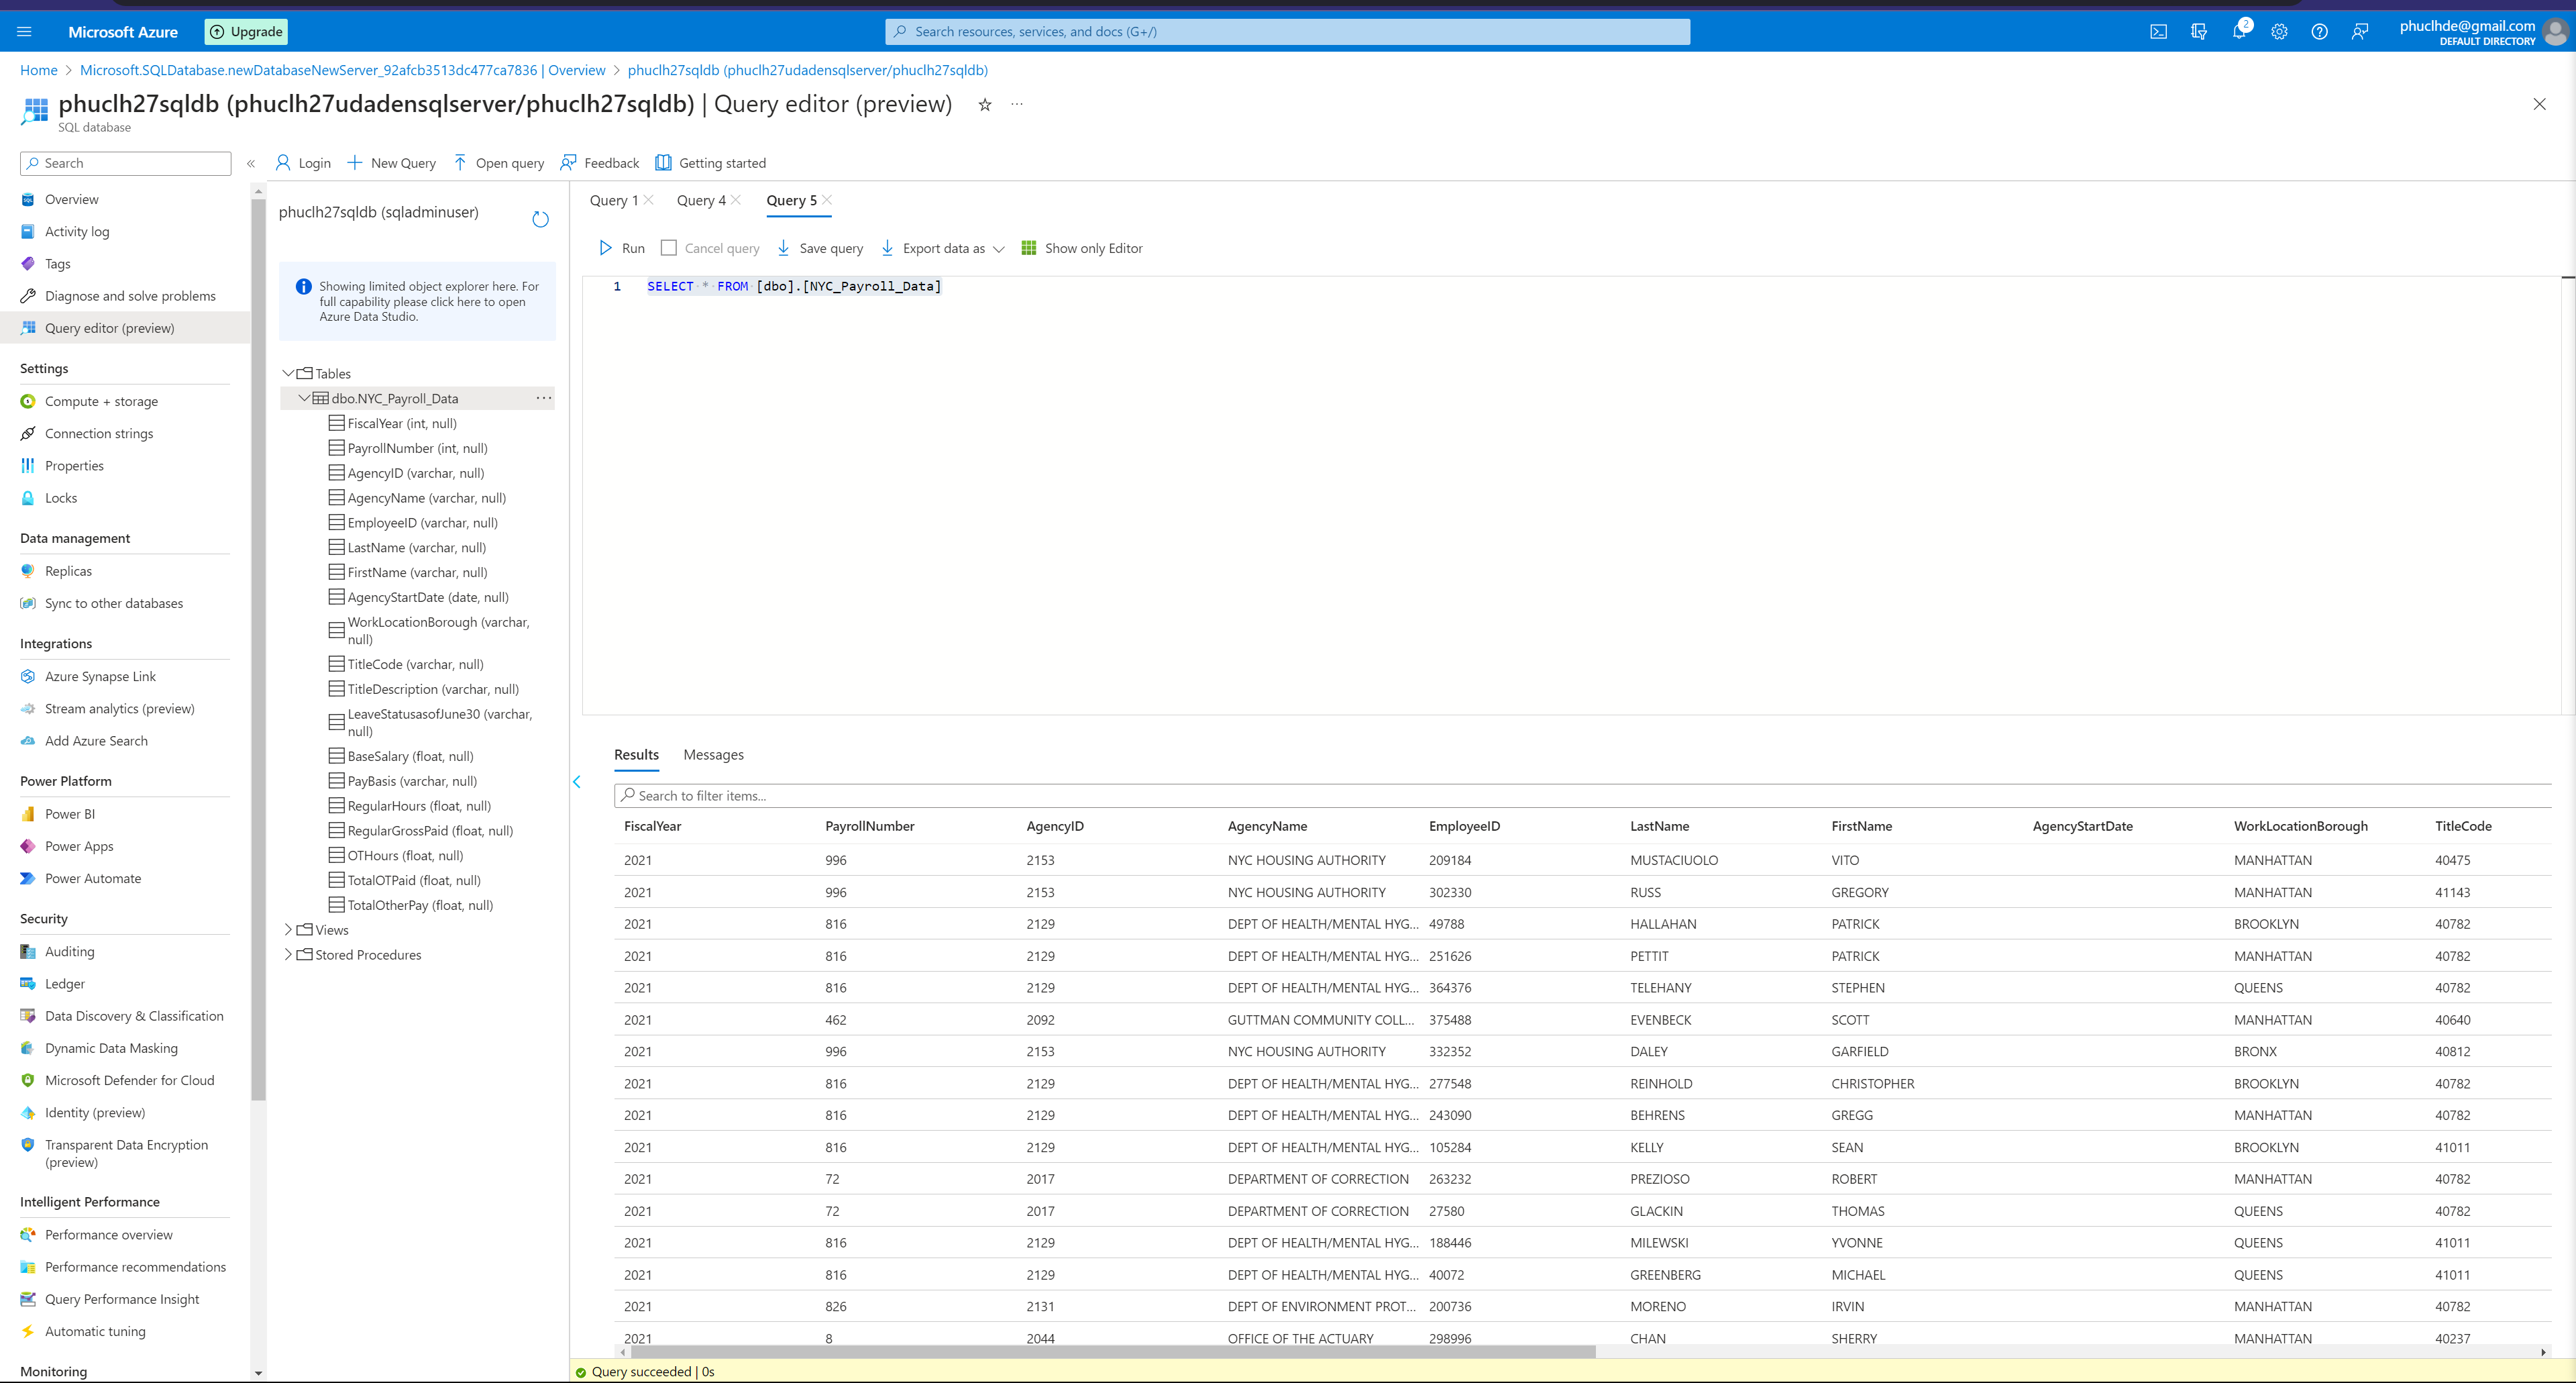 Microsoft Azure
Upgrade
Search resources, services, and docs (G+/)
2
phuclhde@gmail.com
DEFAULT DIRECTORY
Home > Microsoft.SQLDatabase.newDatabaseNewServer_92afcb3513dc477ca7836 | Overview > phuclh27sqldb (phuclh27udadensqlserver/phuclh27sqldb)
phuclh27sqldb (phuclh27udadensqlserver/phuclh27sqldb) | Query editor (preview)
SQL database
Search
Overview
Activity log
Tags
Diagnose and solve problems
Query editor (preview)
Settings
Compute + storage
Connection strings
Properties
Locks
Data management
Replicas
Sync to other databases
Integrations
Azure Synapse Link
Stream analytics (preview)
Add Azure Search
Power Platform
Power BI
Power Apps
Power Automate
Security
Auditing
Ledger
Data Discovery & Classification
Dynamic Data Masking
Microsoft Defender for Cloud
Identity (preview)
Transparent Data Encryption
(preview)
Intelligent Performance
Performance overview
Performance recommendations
Query Performance Insight
Automatic tuning
Monitoring
Login New Query Open query Feedback Getting started
phuclh27sqldb (sqladminuser)
Showing limited object explorer here. For
full capability please click here to open
Azure Data Studio.
Tables
dbo.NYC_Payroll_Data
FiscalYear (int, null)
PayrollNumber (int, null)
AgencyID (varchar, null)
AgencyName (varchar, null)
EmployeeID (varchar, null)
LastName (varchar, null)
FirstName (varchar, null)
AgencyStartDate (date, null)
WorkLocationBorough (varchar,
null)
TitleCode (varchar, null)
TitleDescription (varchar, null)
LeaveStatusasofJune30 (varchar,
null)
BaseSalary (float, null)
PayBasis (varchar, null)
RegularHours (float, null)
RegularGrossPaid (float, null)
OTHours (float, null)
TotalOTPaid (float, null)
TotalOtherPay (float, null)
Views
Stored Procedures
Query 1 Query 4 Query 5
Run Cancel query Save query Export data as Show only Editor
1 SELECT * FROM [dbo].[NYC_Payroll_Data]
Results Messages
Search to filter items...
FiscalYear PayrollNumber AgencyID AgencyName EmployeeID LastName FirstName AgencyStartDate WorkLocationBorough TitleCode
2021 996 2153 NYC HOUSING AUTHORITY 209184 MUSTACIUOLO VITO MANHATTAN 40475
2021 996 2153 NYC HOUSING AUTHORITY 302330 RUSS GREGORY MANHATTAN 41143
2021 816 2129 DEPT OF HEALTH/MENTAL HYG... 49788 HALLAHAN PATRICK BROOKLYN 40782
2021 816 2129 DEPT OF HEALTH/MENTAL HYG... 251626 PETTIT PATRICK MANHATTAN 40782
2021 816 2129 DEPT OF HEALTH/MENTAL HYG... 364376 TELEHANY STEPHEN QUEENS 40782
2021 462 2092 GUTTMAN COMMUNITY COLL... 375488 EVENBECK SCOTT MANHATTAN 40640
2021 996 2153 NYC HOUSING AUTHORITY 332352 DALEY GARFIELD BRONX 40812
2021 816 2129 DEPT OF HEALTH/MENTAL HYG... 277548 REINHOLD CHRISTOPHER BROOKLYN 40782
2021 816 2129 DEPT OF HEALTH/MENTAL HYG... 243090 BEHRENS GREGG MANHATTAN 40782
2021 816 2129 DEPT OF HEALTH/MENTAL HYG... 105284 KELLY SEAN BROOKLYN 41011
2021 72 2017 DEPARTMENT OF CORRECTION 263232 PREZIOSO ROBERT MANHATTAN 40782
2021 72 2017 DEPARTMENT OF CORRECTION 27580 GLACKIN THOMAS QUEENS 40782
2021 816 2129 DEPT OF HEALTH/MENTAL HYG... 188446 MILEWSKI YVONNE QUEENS 41011
2021 816 2129 DEPT OF HEALTH/MENTAL HYG... 40072 GREENBERG MICHAEL QUEENS 41011
2021 826 2131 DEPT OF ENVIRONMENT PROT... 200736 MORENO IRVIN MANHATTAN 40782
2021 8 2044 OFFICE OF THE ACTUARY 298996 CHAN SHERRY MANHATTAN 40237
Query succeeded | 0s